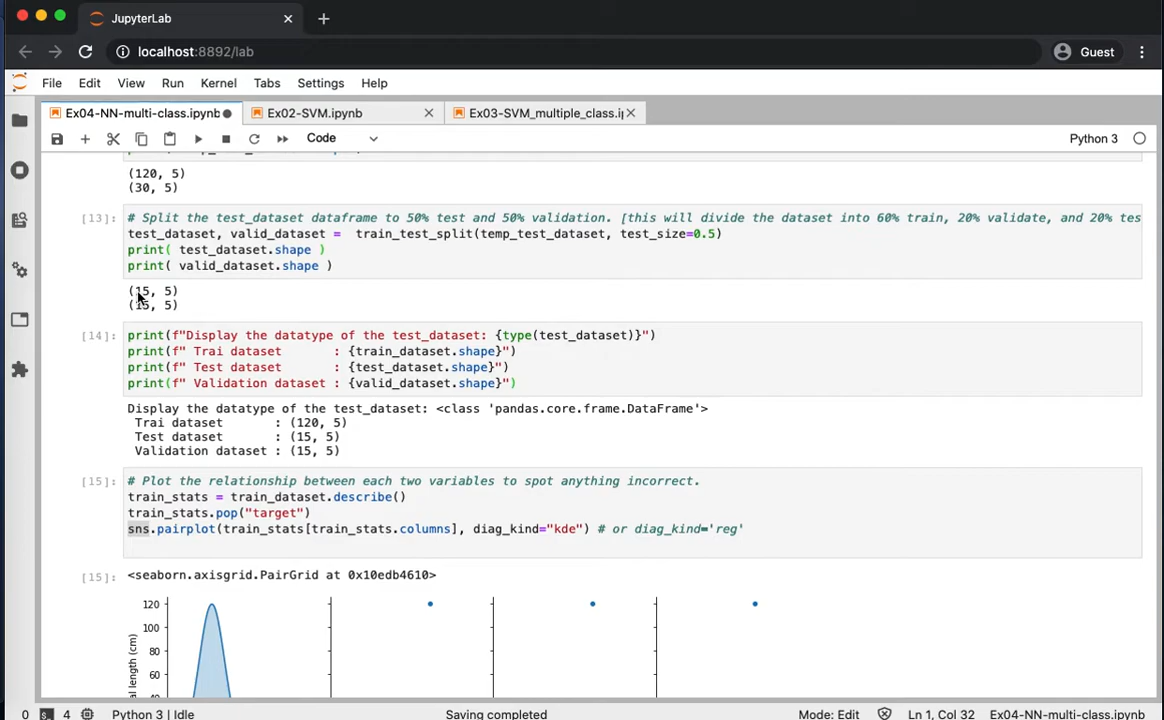 JupyterLab
localhost:8892/lab
Guest
File Edit View Run Kernel Tabs Settings Help
Ex04-NN-multi-class.ipynb Ex02-SVM.ipynb Ex03-SVM_multiple_class.i
Code Python 3
(120, 5)
(30, 5)
[13]: # Split the test_dataset dataframe to 50% test and 50% validation. [this will divide the dataset into 60% train, 20% validate, and 20% tes
test_dataset, valid_dataset = train_test_split(temp_test_dataset, test_size=0.5)
print( test_dataset.shape )
print( valid_dataset.shape )
(15, 5)
(15, 5)
[14]: print(f"Display the datatype of the test_dataset: {type(test_dataset)}")
print(f" Trai dataset : {train_dataset.shape}")
print(f" Test dataset : {test_dataset.shape}")
print(f" Validation dataset : {valid_dataset.shape}")
Display the datatype of the test_dataset: <class 'pandas.core.frame.DataFrame'>
Trai dataset : (120, 5)
Test dataset : (15, 5)
Validation dataset : (15, 5)
[15]: # Plot the relationship between each two variables to spot anything incorrect.
train_stats = train_dataset.describe()
train_stats.pop("target")
sns.pairplot(train_stats[train_stats.columns], diag_kind="kde") # or diag_kind='reg'
[15]: <seaborn.axisgrid.PairGrid at 0x10edb4610>
120
100
80
60
(cm)
0 4 Python 3 | Idle Saving completed Mode: Edit Ln 1, Col 32 Ex04-NN-multi-class.ipynb